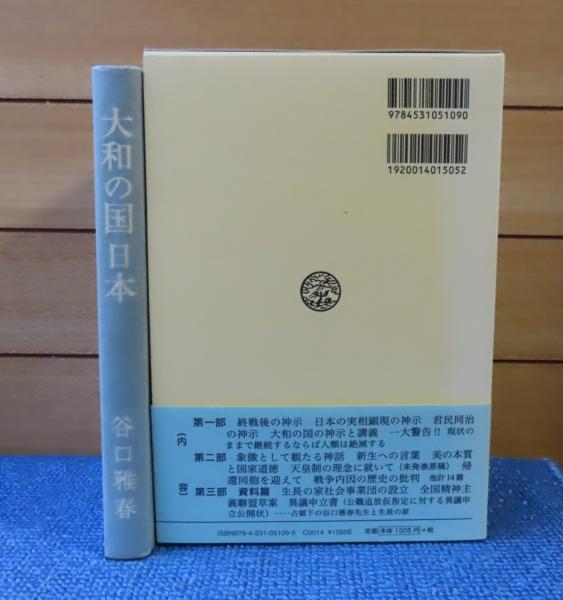 大和の国 日本
谷口雅春
9784531051090
1920014015052
第一部 終戦後の神示 日本の実相顕現の神示 君民同治
の神示 大和の国の神示と講義 一大警告!! 現状の
ままで継続するならば人類は絶滅する
(内
第二部 象徴として観たる神話 新生への言葉 美の本質
と国家道徳 天皇制の理念に就いて(未発表原稿) 帰
還同胞を迎えて 戦争内因の歴史の批判 他計14篇
容)
第三部 資料篇 生長の家社会事業団の設立 全国精神主
義聯盟草案 異議申立書(公職追放仮指定に対する異議申
立公開状)……占領下の谷口雅春先生と生長の家
ISBN978-4-531-05109-0 C0014 ¥1505E 定価 本体1505円 +税